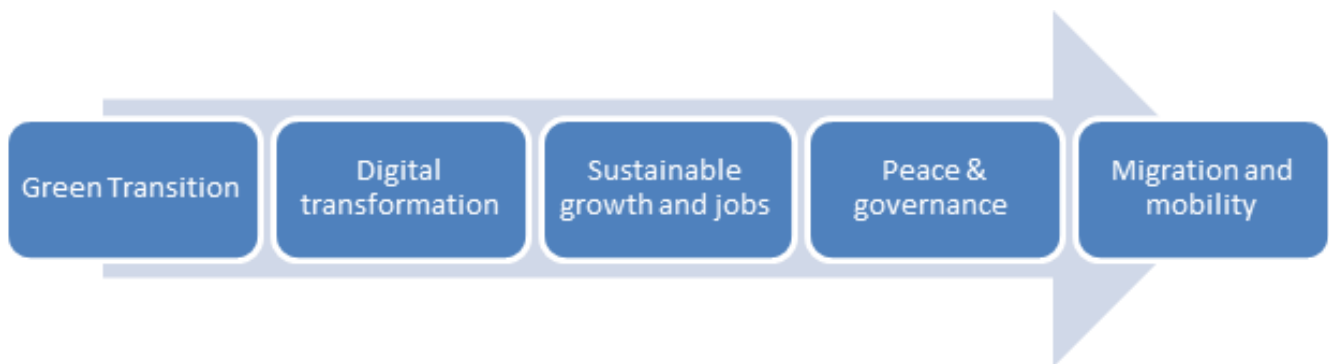 Green Transition
Digital
transformation
Sustainable
growth and jobs
Peace &
governance
Migration and
mobility